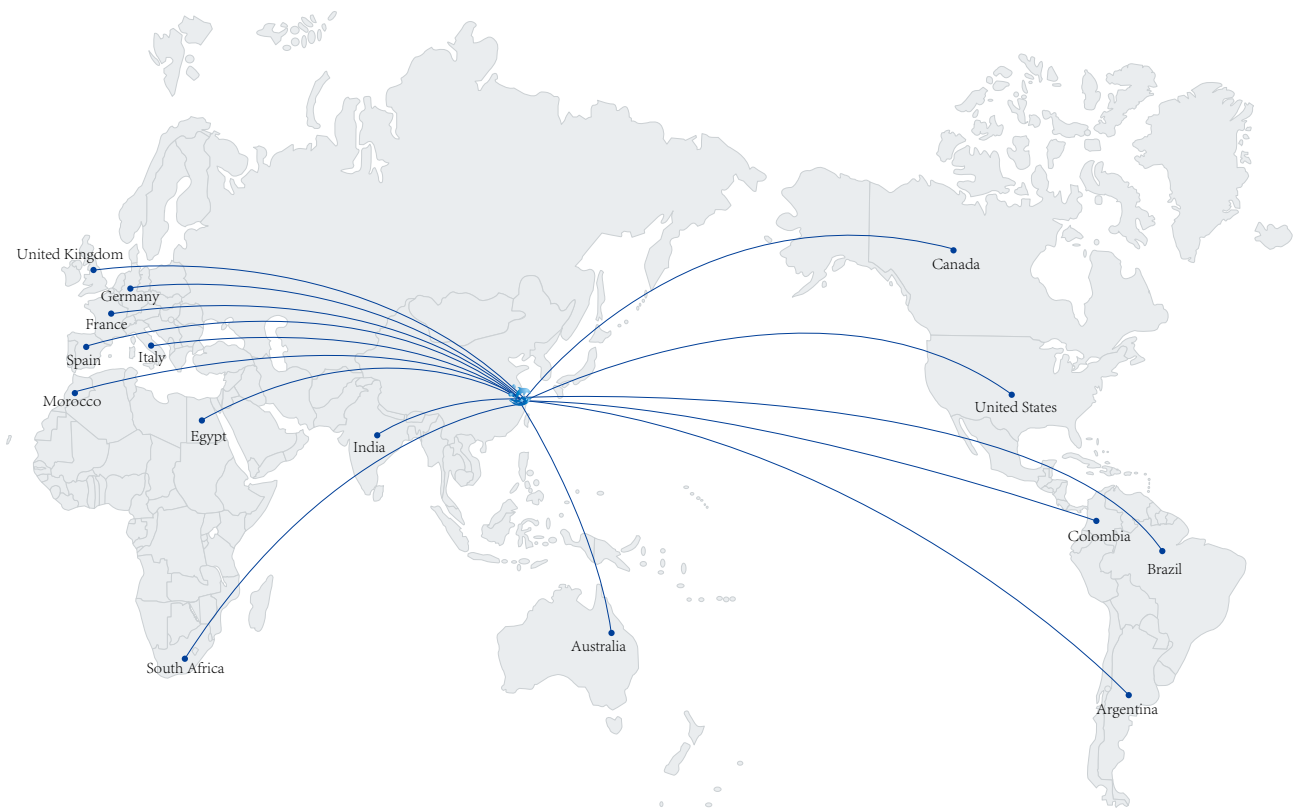 United Kingdom
Canada
Germany
France
Italy
Spain
Morocco
United States
Egypt
India
Colombia
Brazil
Australia
South Africa
Argentina